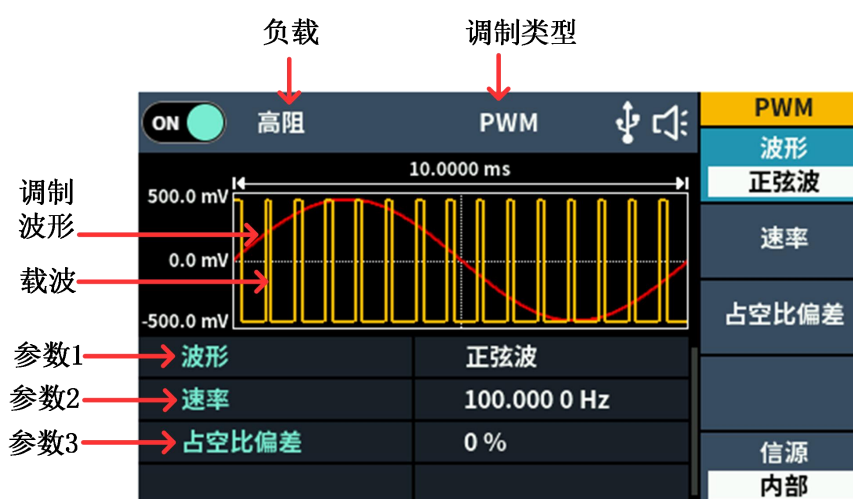 负载
调制类型
ON
高阻
PWM
PWM
波形
正弦波
速率
占空比偏差
信源
内部
10.0000 ms
500.0 mV
0.0 mV
-500.0 mV
调制
波形
载波
参数1
波形
正弦波
参数2
速率
100.000 0 Hz
参数3
占空比偏差
0 %